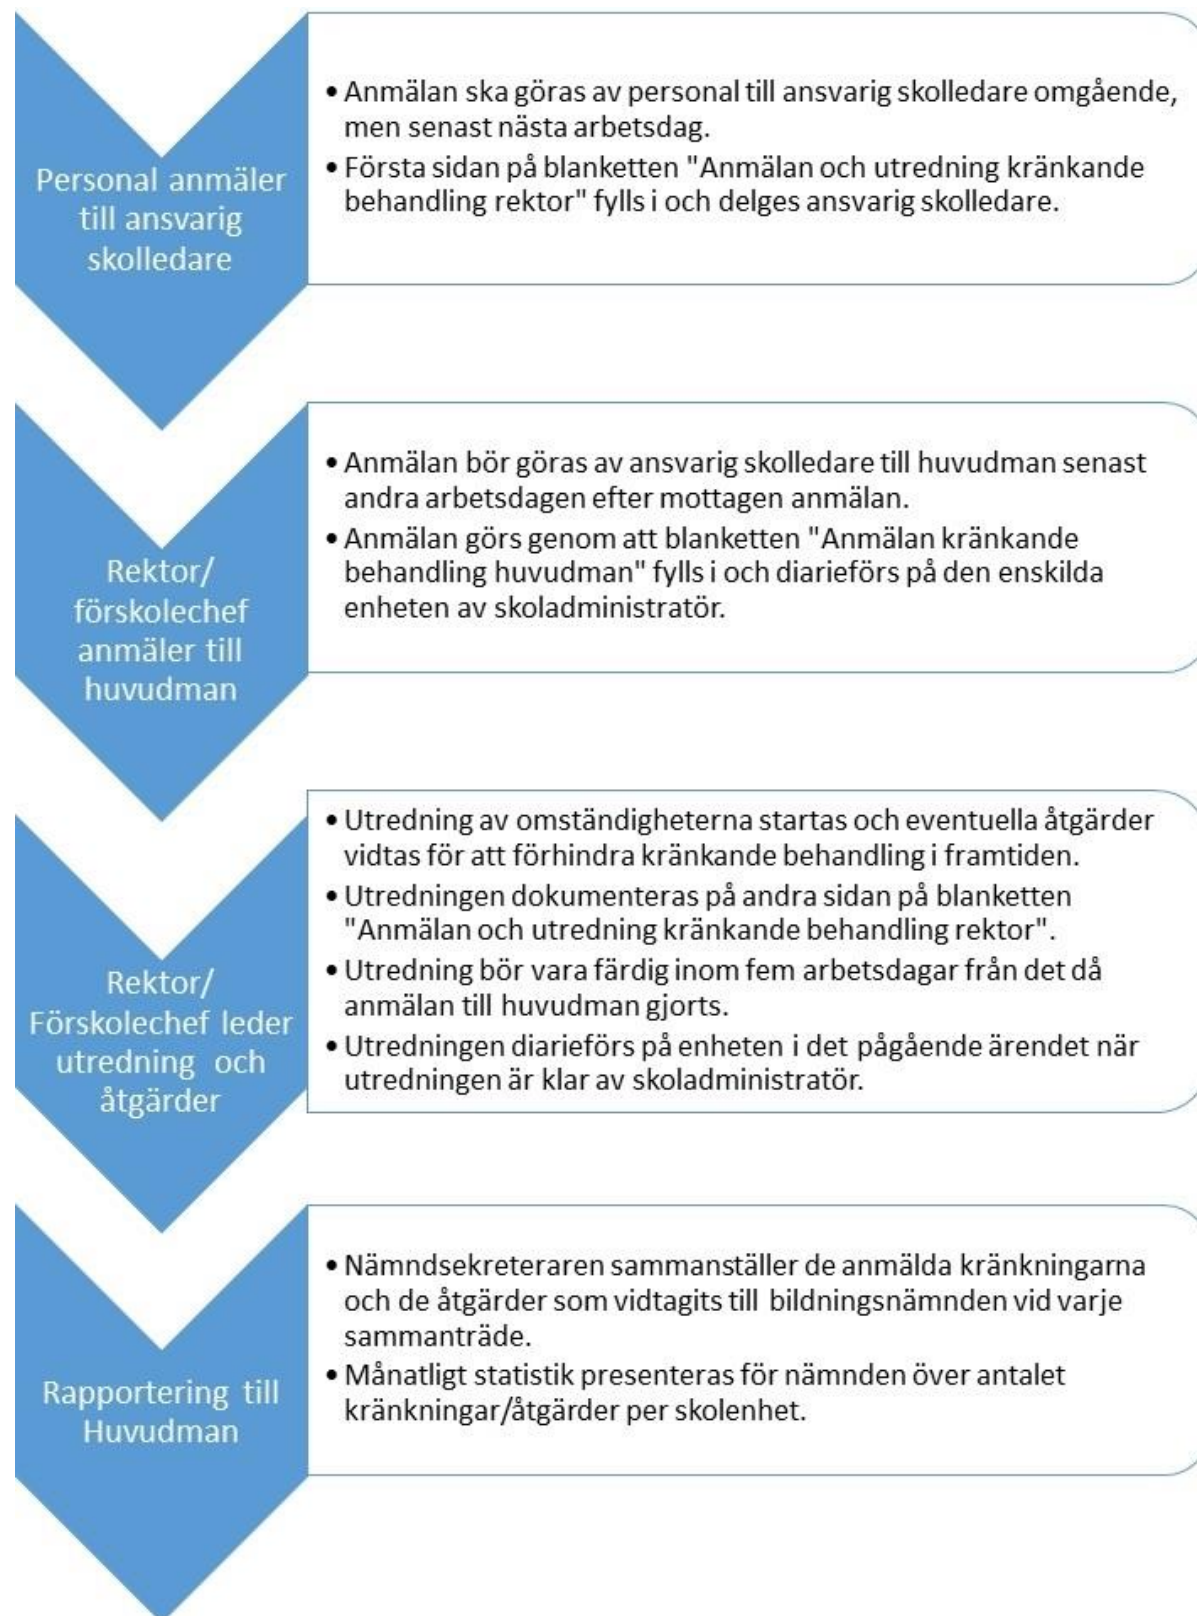 Personal anmäler
till ansvarig
skolledare
• Anmälan ska göras av personal till ansvarig skolledare omgående,
men senast nästa arbetsdag.
• Första sidan på blanketten "Anmälan och utredning kränkande
behandling rektor" fylls i och delges ansvarig skolledare.
Rektor/
förskolechef
anmäler till
huvudman
• Anmälan bör göras av ansvarig skolledare till huvudman senast
andra arbetsdagen efter mottagen anmälan.
• Anmälan görs genom att blanketten "Anmälan kränkande
behandling huvudman" fylls i och diarieförs på den enskilda
enheten av skoladministratör.
Rektor/
Förskolechef leder
utredning och
åtgärder
• Utredning av omständigheterna startas och eventuella åtgärder
vidtas för att förhindra kränkande behandling i framtiden.
• Utredningen dokumenteras på andra sidan på blanketten
"Anmälan och utredning kränkande behandling rektor".
• Utredning bör vara färdig inom fem arbetsdagar från det då
anmälan till huvudman gjorts.
• Utredningen diarieförs på enheten i det pågående ärendet när
utredningen är klar av skoladministratör.
Rapportering till
Huvudman
• Nämndsekreteraren sammanställer de anmälda kränkningarna
och de åtgärder som vidtagits till bildningsnämnden vid varje
sammanträde.
• Månatligt statistik presenteras för nämnden över antalet
kränkningar/åtgärder per skolenhet.